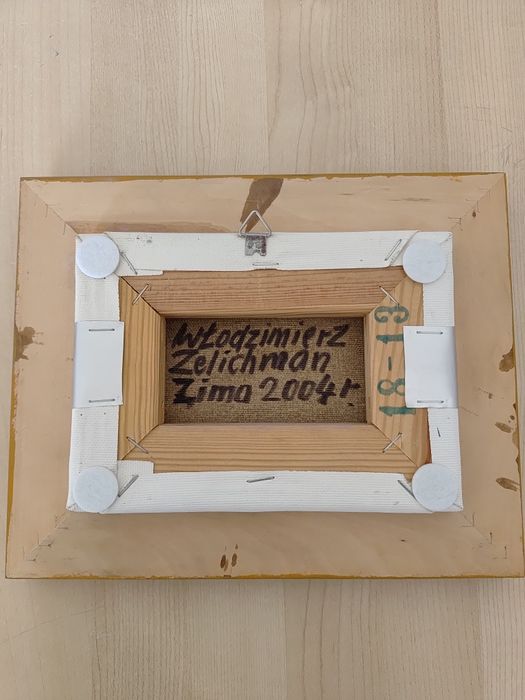 Włodzimierz
Zelichman
Zima 2004r
18-13